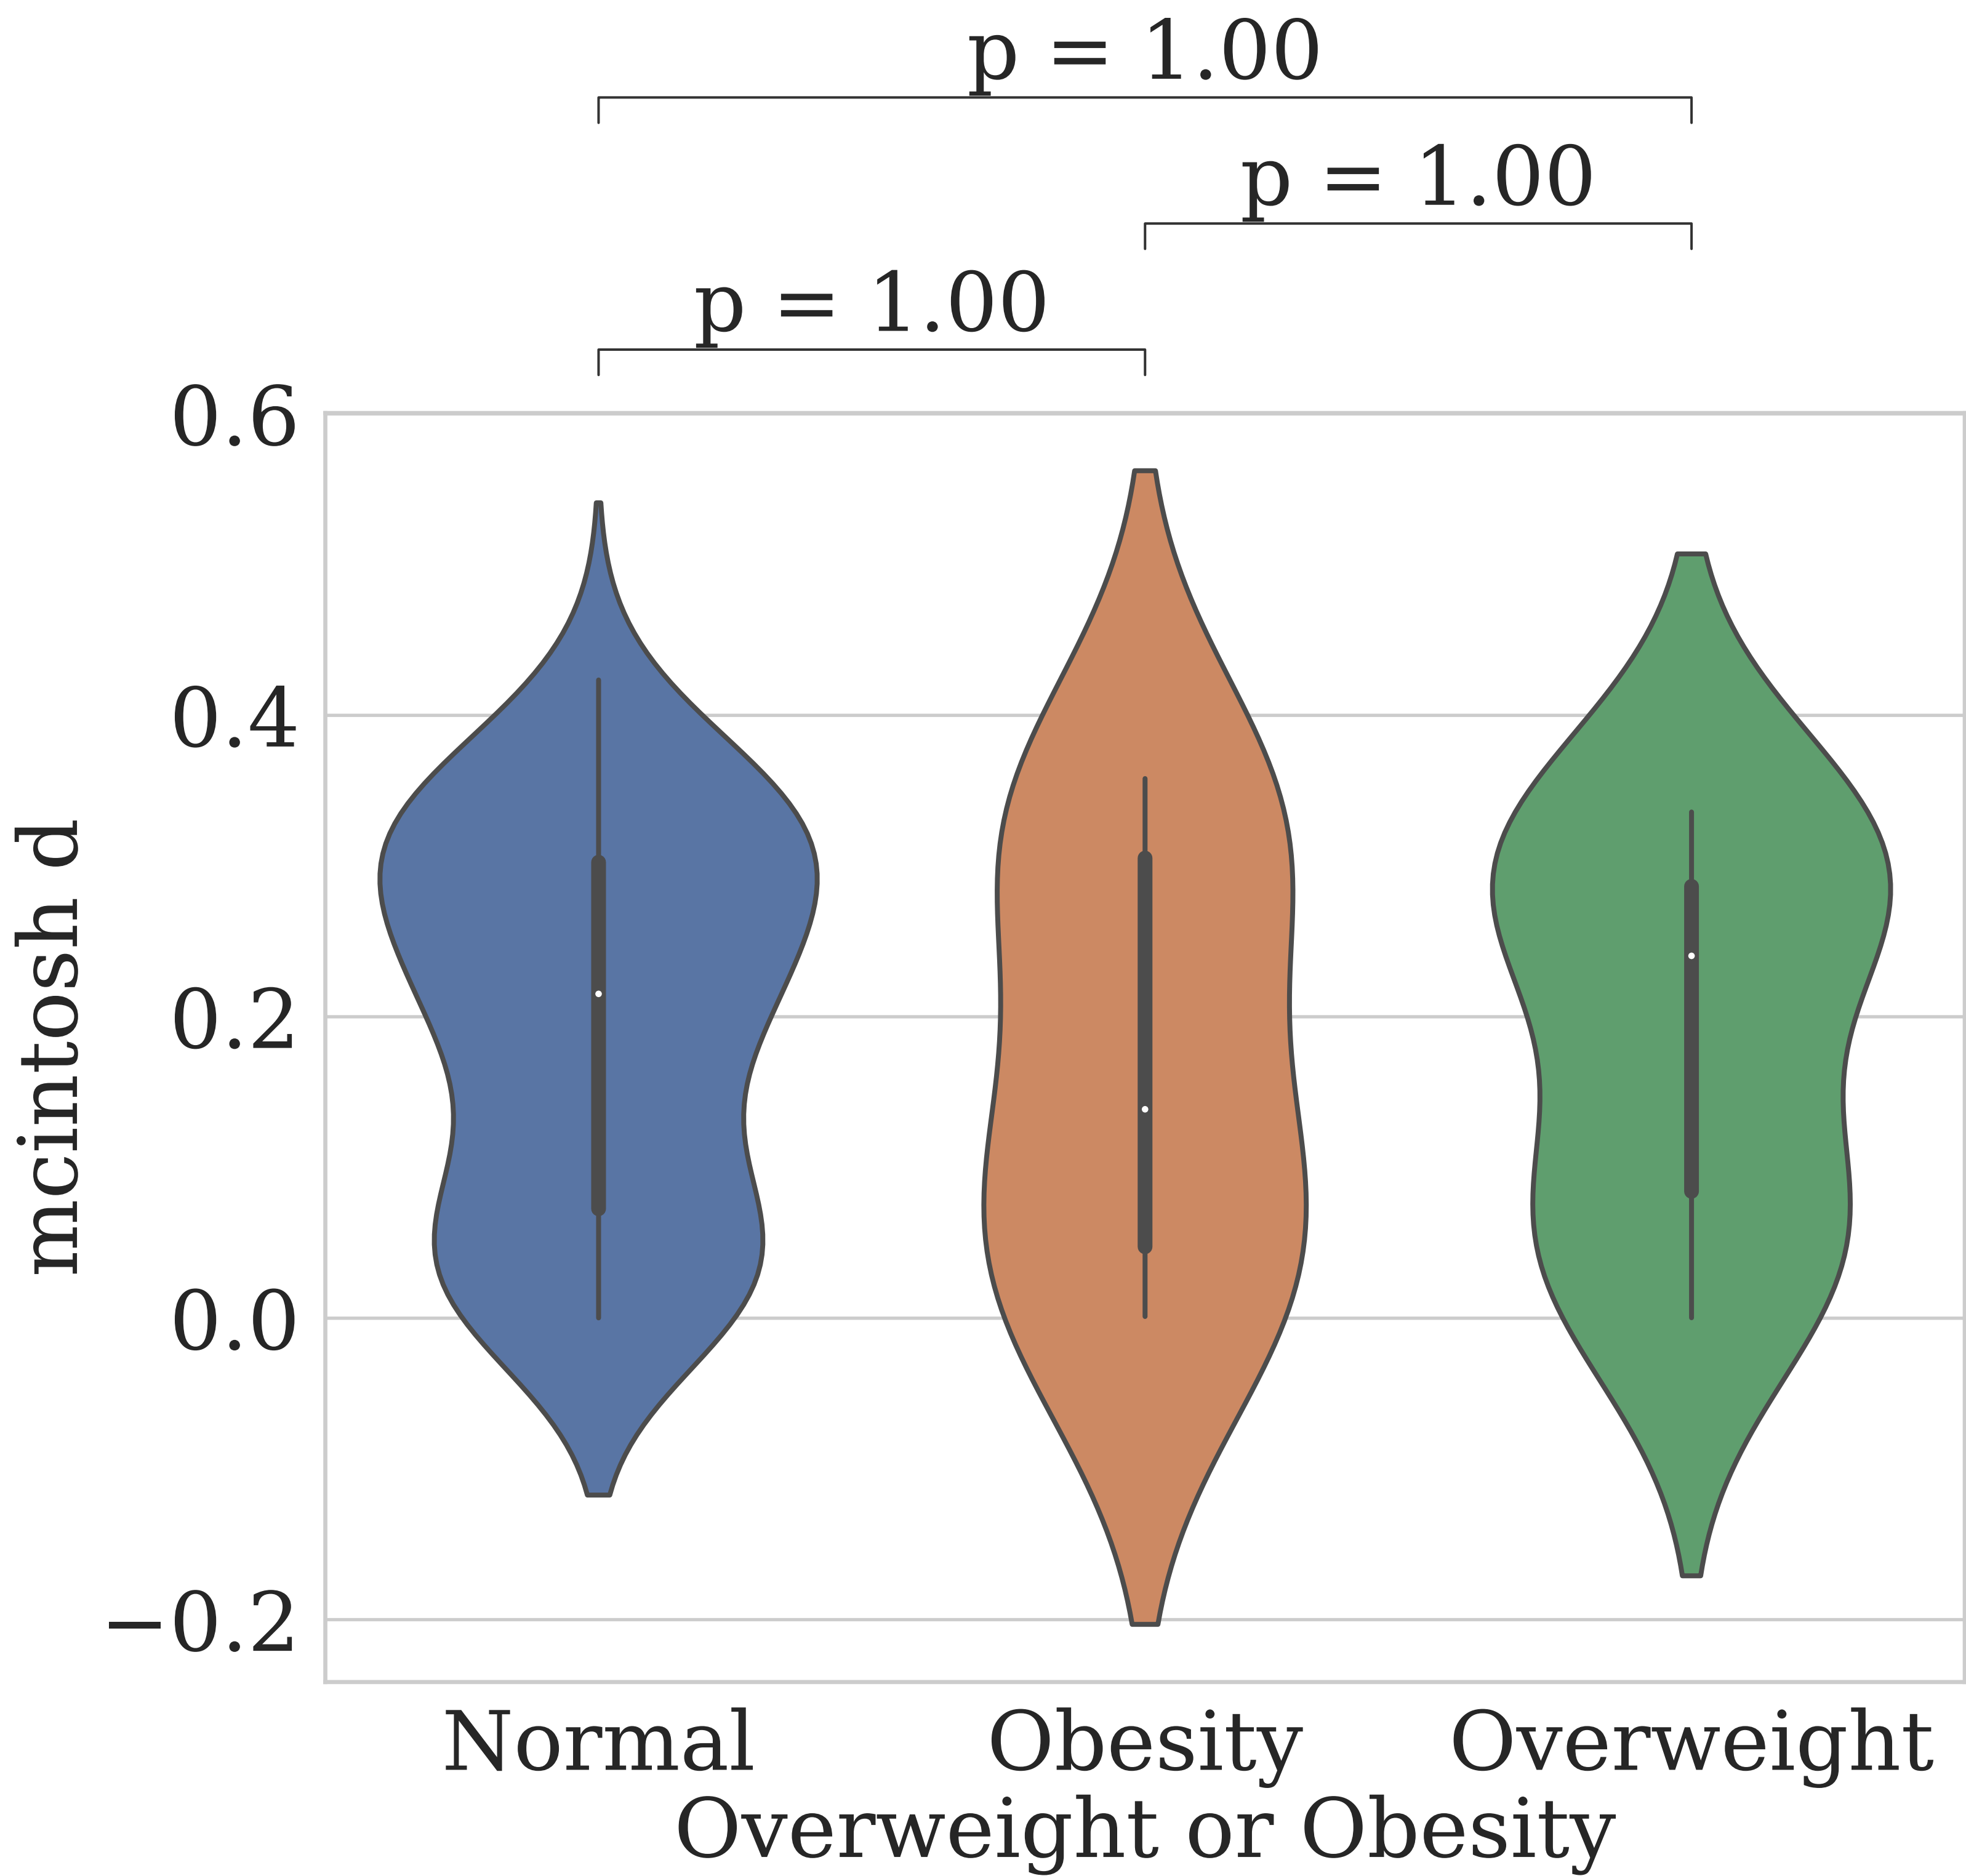 p = 1.00
p = 1.00
p = 1.00
0.6
0.4
0.2
0.0
−0.2
mcintosh d
Normal
Obesity
Overweight
Overweight or Obesity